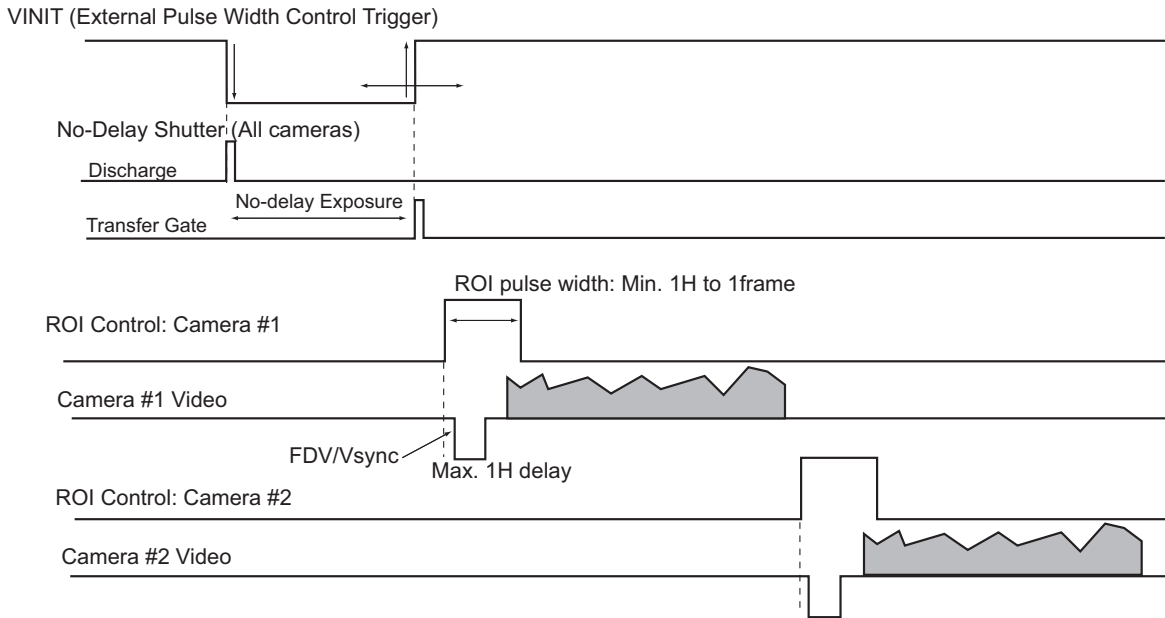 VINIT (External Pulse Width Control Trigger)
No-Delay Shutter (All cameras)
Discharge
No-delay Exposure
Transfer Gate
ROI pulse width: Min. 1H to 1frame
ROI Control: Camera #1
Camera #1 Video
FDV/Vsync
Max. 1H delay
ROI Control: Camera #2
Camera #2 Video